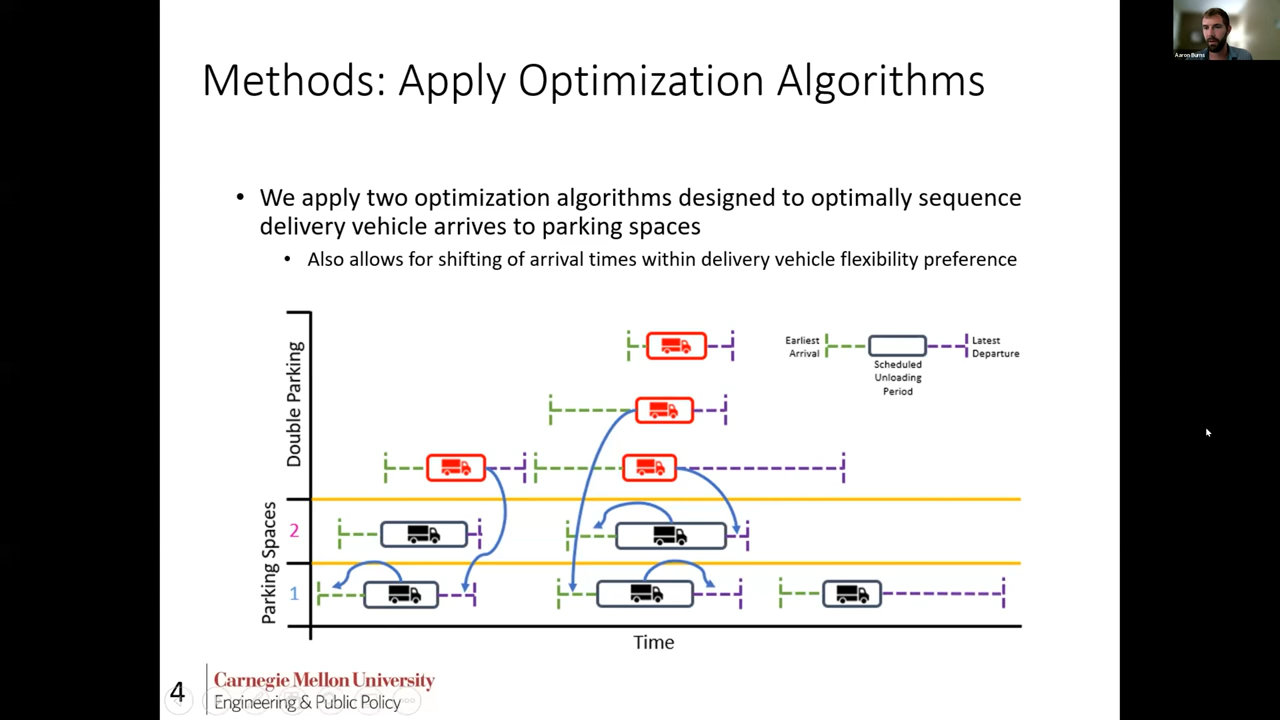 Aaron Burns
Methods: Apply Optimization Algorithms
• We apply two optimization algorithms designed to optimally sequence
delivery vehicle arrives to parking spaces
• Also allows for shifting of arrival times within delivery vehicle flexibility preference
Double Parking
Parking Spaces
2
1
Earliest
Arrival
Scheduled
Unloading
Period
Latest
Departure
Time
4
Carnegie Mellon University
Engineering & Public Policy